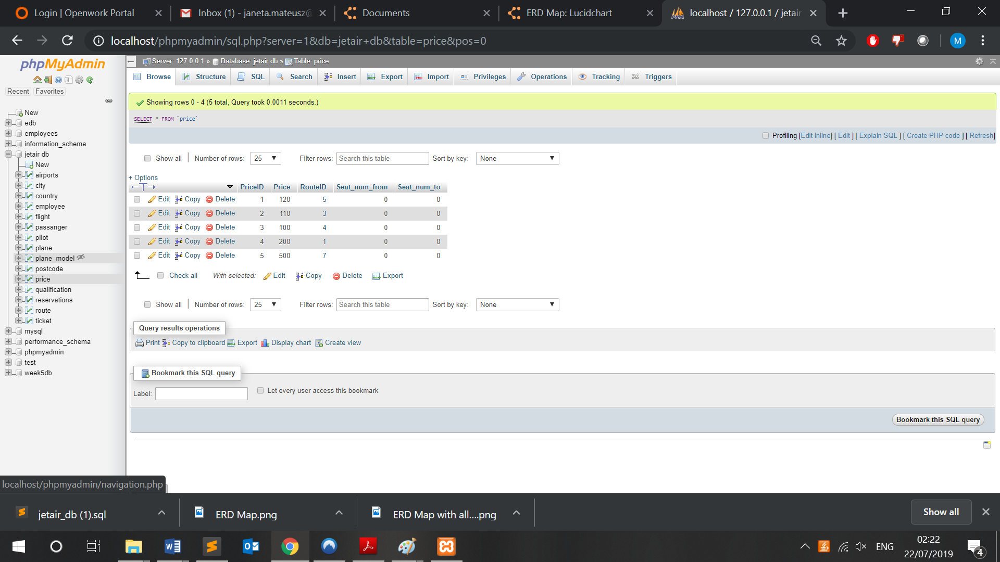 Login | Openwork Portal
Inbox (1) - janeta.mateusz@
Documents
ERD Map: Lucidchart
localhost / 127.0.0.1 / jetair
localhost/phpmyadmin/sql.php?server=1&db=jetair+db&table=price&pos=0
M
phpMyAdmin
Recent Favorites
New
edb
employees
information_schema
jetair db
New
airports
city
country
employee
flight
passanger
pilot
plane
plane_model
postcode
price
qualification
reservations
route
ticket
mysql
performance_schema
phpmyadmin
test
week5db
Server: 127.0.0.1 » Database: jetair db » Table: price
Browse Structure SQL Search Insert Export Import Privileges Operations Tracking Triggers
Showing rows 0 - 4 (5 total, Query took 0.0011 seconds.)
SELECT * FROM `price`
Profiling [Edit inline] [ Edit ] [ Explain SQL ] [ Create PHP code ] [ Refresh]
Show all | Number of rows: 25 Filter rows: Search this table Sort by key: None
+ Options
←T→ PriceID Price RouteID Seat_num_from Seat_num_to
Edit Copy Delete 1 120 5 0 0
Edit Copy Delete 2 110 3 0 0
Edit Copy Delete 3 100 4 0 0
Edit Copy Delete 4 200 1 0 0
Edit Copy Delete 5 500 7 0 0
Check all With selected: Edit Copy Delete Export
Show all | Number of rows: 25 Filter rows: Search this table Sort by key: None
Query results operations
Print Copy to clipboard Export Display chart Create view
Bookmark this SQL query
Label: Let every user access this bookmark
Bookmark this SQL query
localhost/phpmyadmin/navigation.php
jetair_db (1).sql
ERD Map.png
ERD Map with all....png
Show all
ENG
02:22
22/07/2019
4